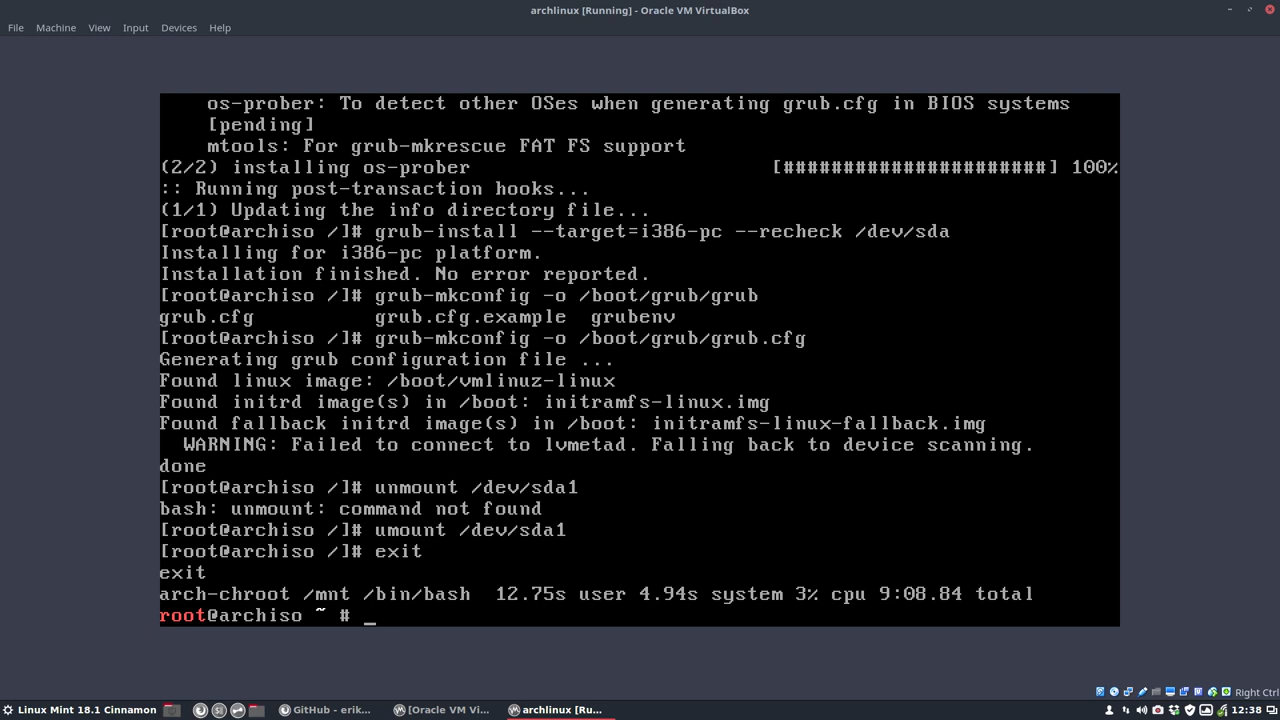 archlinux [Running] - Oracle VM VirtualBox
File Machine View Input Devices Help
os-prober: To detect other OSes when generating grub.cfg in BIOS systems
[pending]
mtools: For grub-mkrescue FAT FS support
(2/2) installing os-prober [######################] 100%
:: Running post-transaction hooks...
(1/1) Updating the info directory file...
[root@archiso /]# grub-install --target=i386-pc --recheck /dev/sda
Installing for i386-pc platform.
Installation finished. No error reported.
[root@archiso /]# grub-mkconfig -o /boot/grub/grub
grub.cfg grub.cfg.example grubenv
[root@archiso /]# grub-mkconfig -o /boot/grub/grub.cfg
Generating grub configuration file ...
Found linux image: /boot/vmlinuz-linux
Found initrd image(s) in /boot: initramfs-linux.img
Found fallback initrd image(s) in /boot: initramfs-linux-fallback.img
WARNING: Failed to connect to lvmetad. Falling back to device scanning.
done
[root@archiso /]# unmount /dev/sda1
bash: unmount: command not found
[root@archiso /]# umount /dev/sda1
[root@archiso /]# exit
exit
arch-chroot /mnt /bin/bash 12.75s user 4.94s system 3% cpu 9:08.84 total
root@archiso ~ # _
Right Ctrl
Linux Mint 18.1 Cinnamon GitHub - erik... [Oracle VM Vi... archlinux [Ru... 12:38